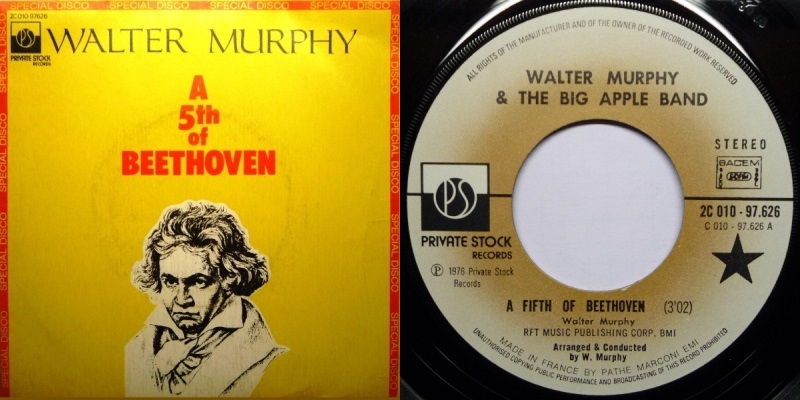 SPECIAL DISCO SPECIAL DISCO SPECIAL DISCO
2C 010-97626
PS
PRIVATE STOCK
RECORDS
WALTER MURPHY
A
5th
of
BEETHOVEN
SPECIAL DISCO
SPECIAL DISCO
SPECIAL DISCO
SPECIAL DISCO
ALL RIGHTS OF THE MANUFACTURER AND OF THE OWNER OF THE RECORDED WORK RESERVED
WALTER MURPHY
& THE BIG APPLE BAND
STEREO
SACEM
PS
2C 010 - 97.626
C 010 - 97.626 A
PRIVATE STOCK
RECORDS
℗ 1976 Private Stock
Records
A FIFTH OF BEETHOVEN (3'02)
Walter Murphy
RFT MUSIC PUBLISHING CORP. BMI
Arranged & Conducted
by W. Murphy
MADE IN FRANCE BY PATHE MARCONI EMI
UNAUTHORISED COPYING PUBLIC PERFORMANCE AND BROADCASTING OF THIS RECORD PROHIBITED